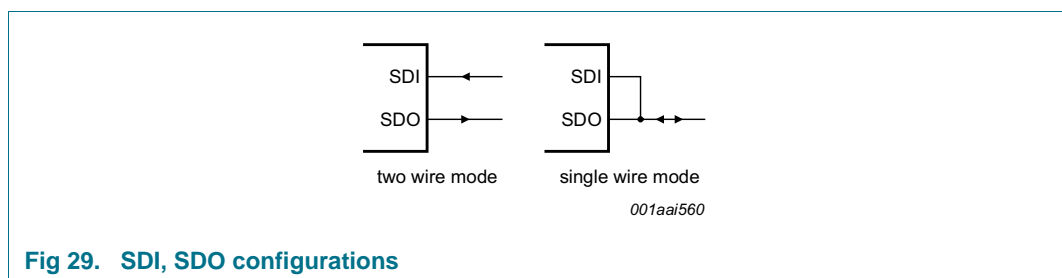 SDI
SDO
two wire mode
SDI
SDO
single wire mode
001aai560
Fig 29. SDI, SDO configurations